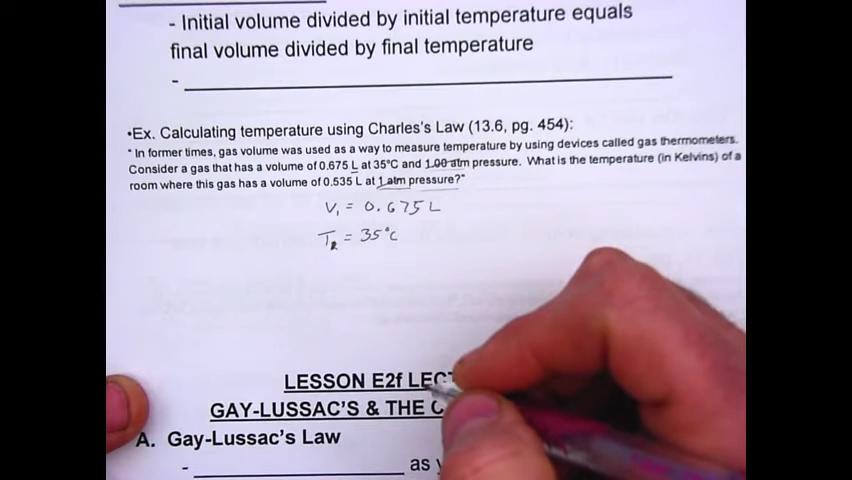 - Initial volume divided by initial temperature equals
final volume divided by final temperature
-
•Ex. Calculating temperature using Charles's Law (13.6, pg. 454):
" In former times, gas volume was used as a way to measure temperature by using devices called gas thermometers.
Consider a gas that has a volume of 0.675 L at 35°C and 1.00 atm pressure. What is the temperature (in Kelvins) of a
room where this gas has a volume of 0.535 L at 1 atm pressure?"
V₁ = 0.675 L
T = 35°C
LESSON E2f LECT
GAY-LUSSAC'S & THE C
A. Gay-Lussac's Law
- as